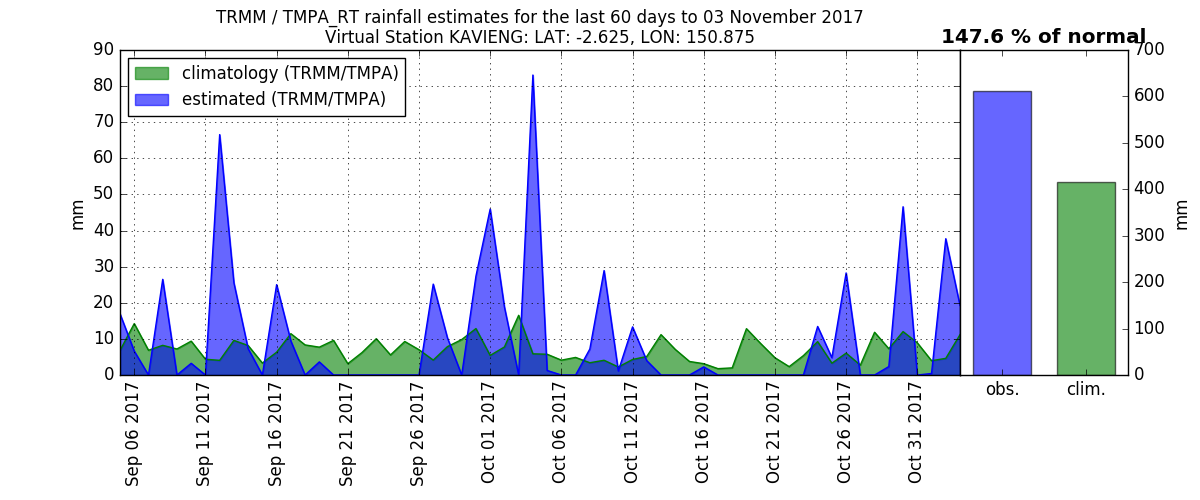 TRMM / TMPA_RT rainfall estimates for the last 60 days to 03 November 2017
Virtual Station KAVIENG: LAT: -2.625, LON: 150.875
147.6 % of normal
climatology (TRMM/TMPA)
estimated (TRMM/TMPA)
90
80
70
60
50
40
30
20
10
0
mm
Sep 06 2017
Sep 11 2017
Sep 16 2017
Sep 21 2017
Sep 26 2017
Oct 01 2017
Oct 06 2017
Oct 11 2017
Oct 16 2017
Oct 21 2017
Oct 26 2017
Oct 31 2017
obs.
clim.
700
600
500
400
300
200
100
0
mm